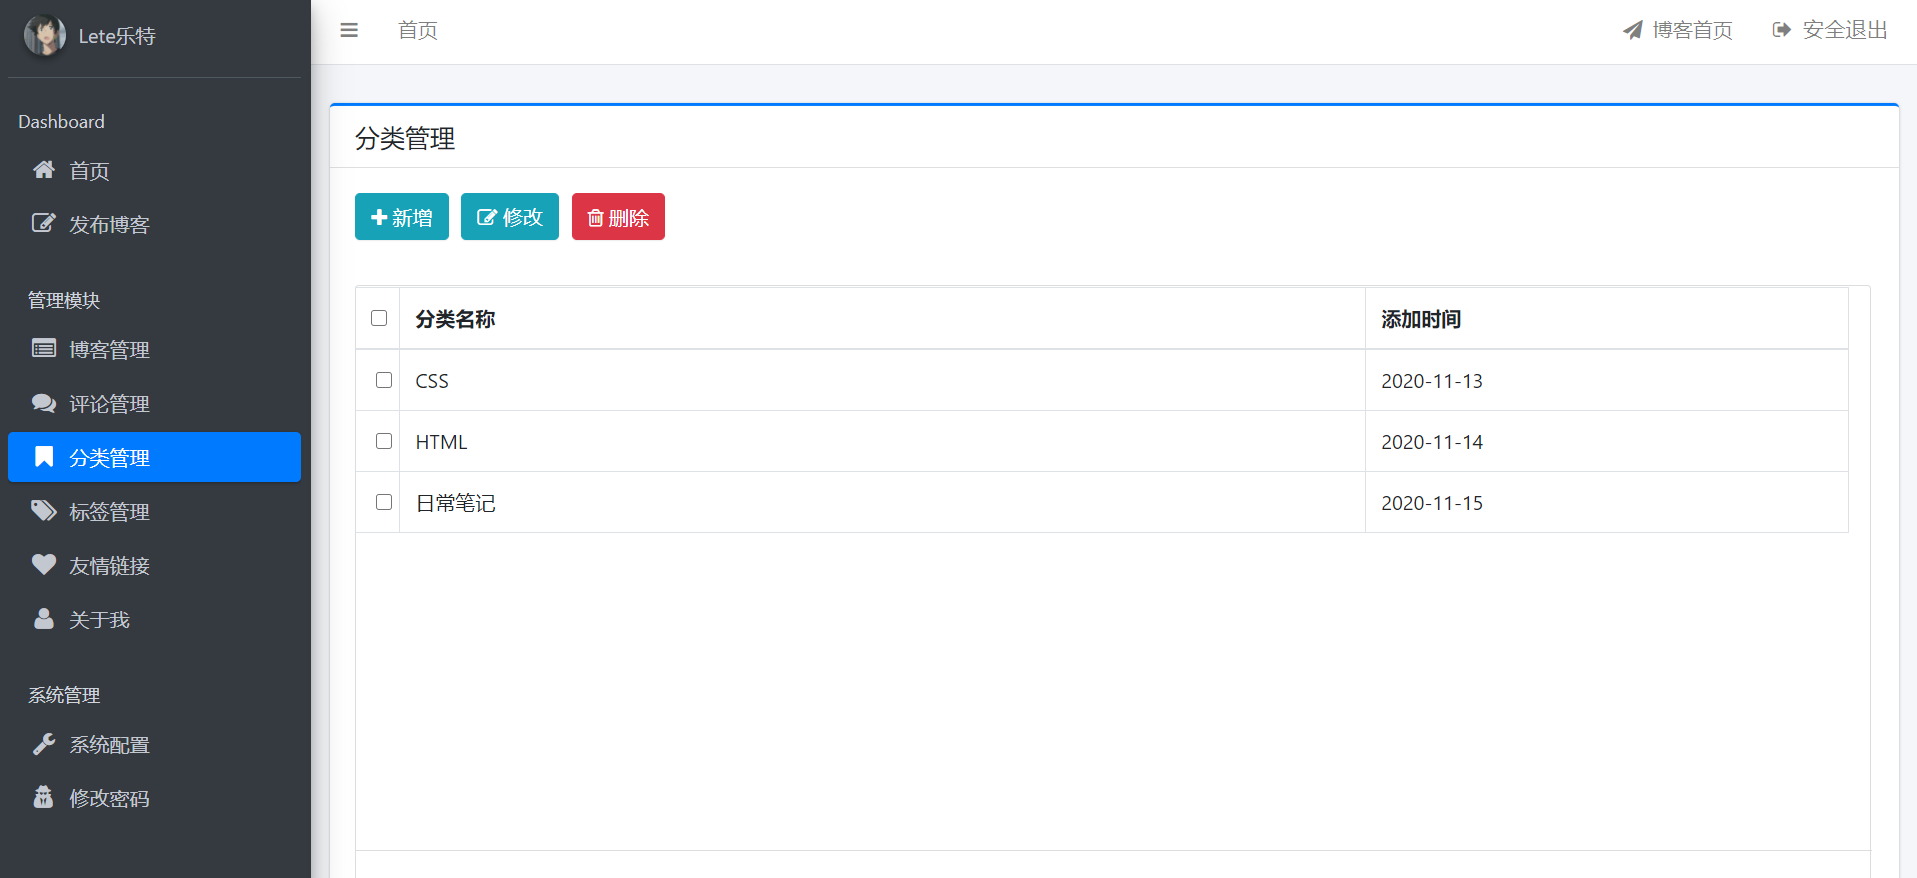 Lete乐特
首页
博客首页
安全退出
Dashboard
首页
发布博客
管理模块
博客管理
评论管理
分类管理
标签管理
友情链接
关于我
系统管理
系统配置
修改密码
分类管理
新增 修改 删除
分类名称 添加时间
CSS 2020-11-13
HTML 2020-11-14
日常笔记 2020-11-15